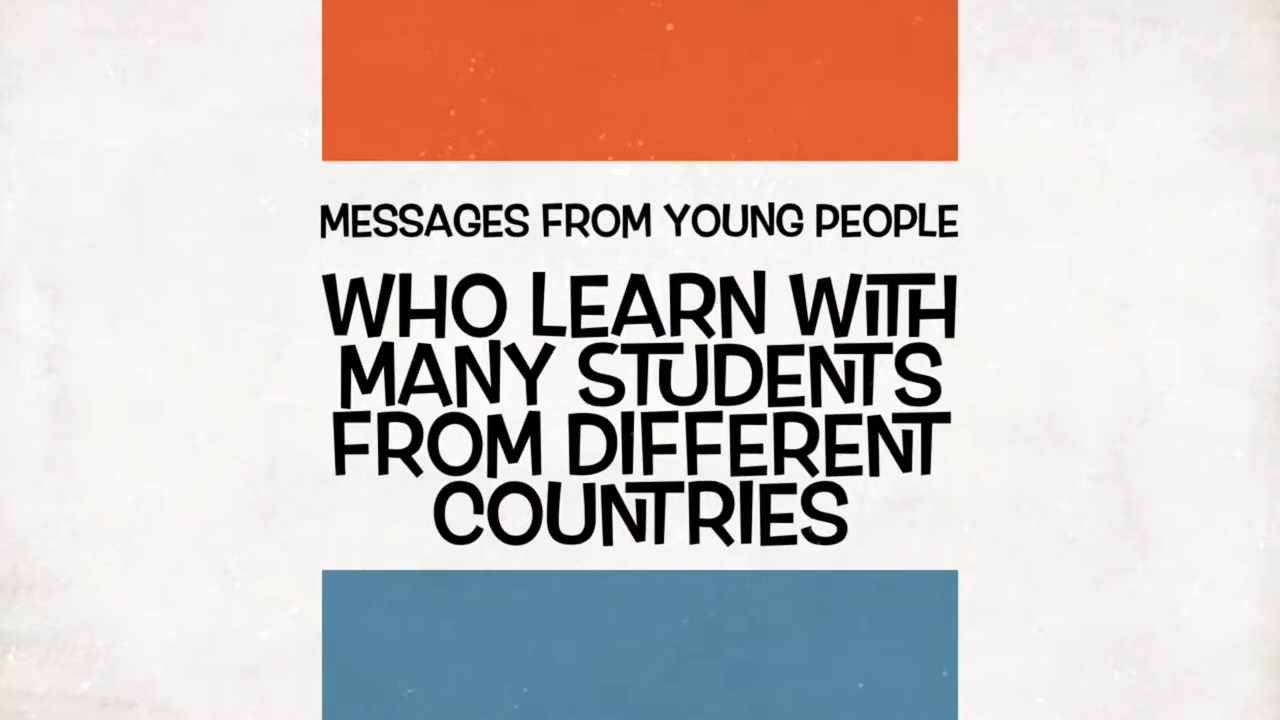 MESSAGES FROM YOUNG PEOPLE
WHO LEARN WITH
MANY STUDENTS
FROM DIFFERENT
COUNTRIES